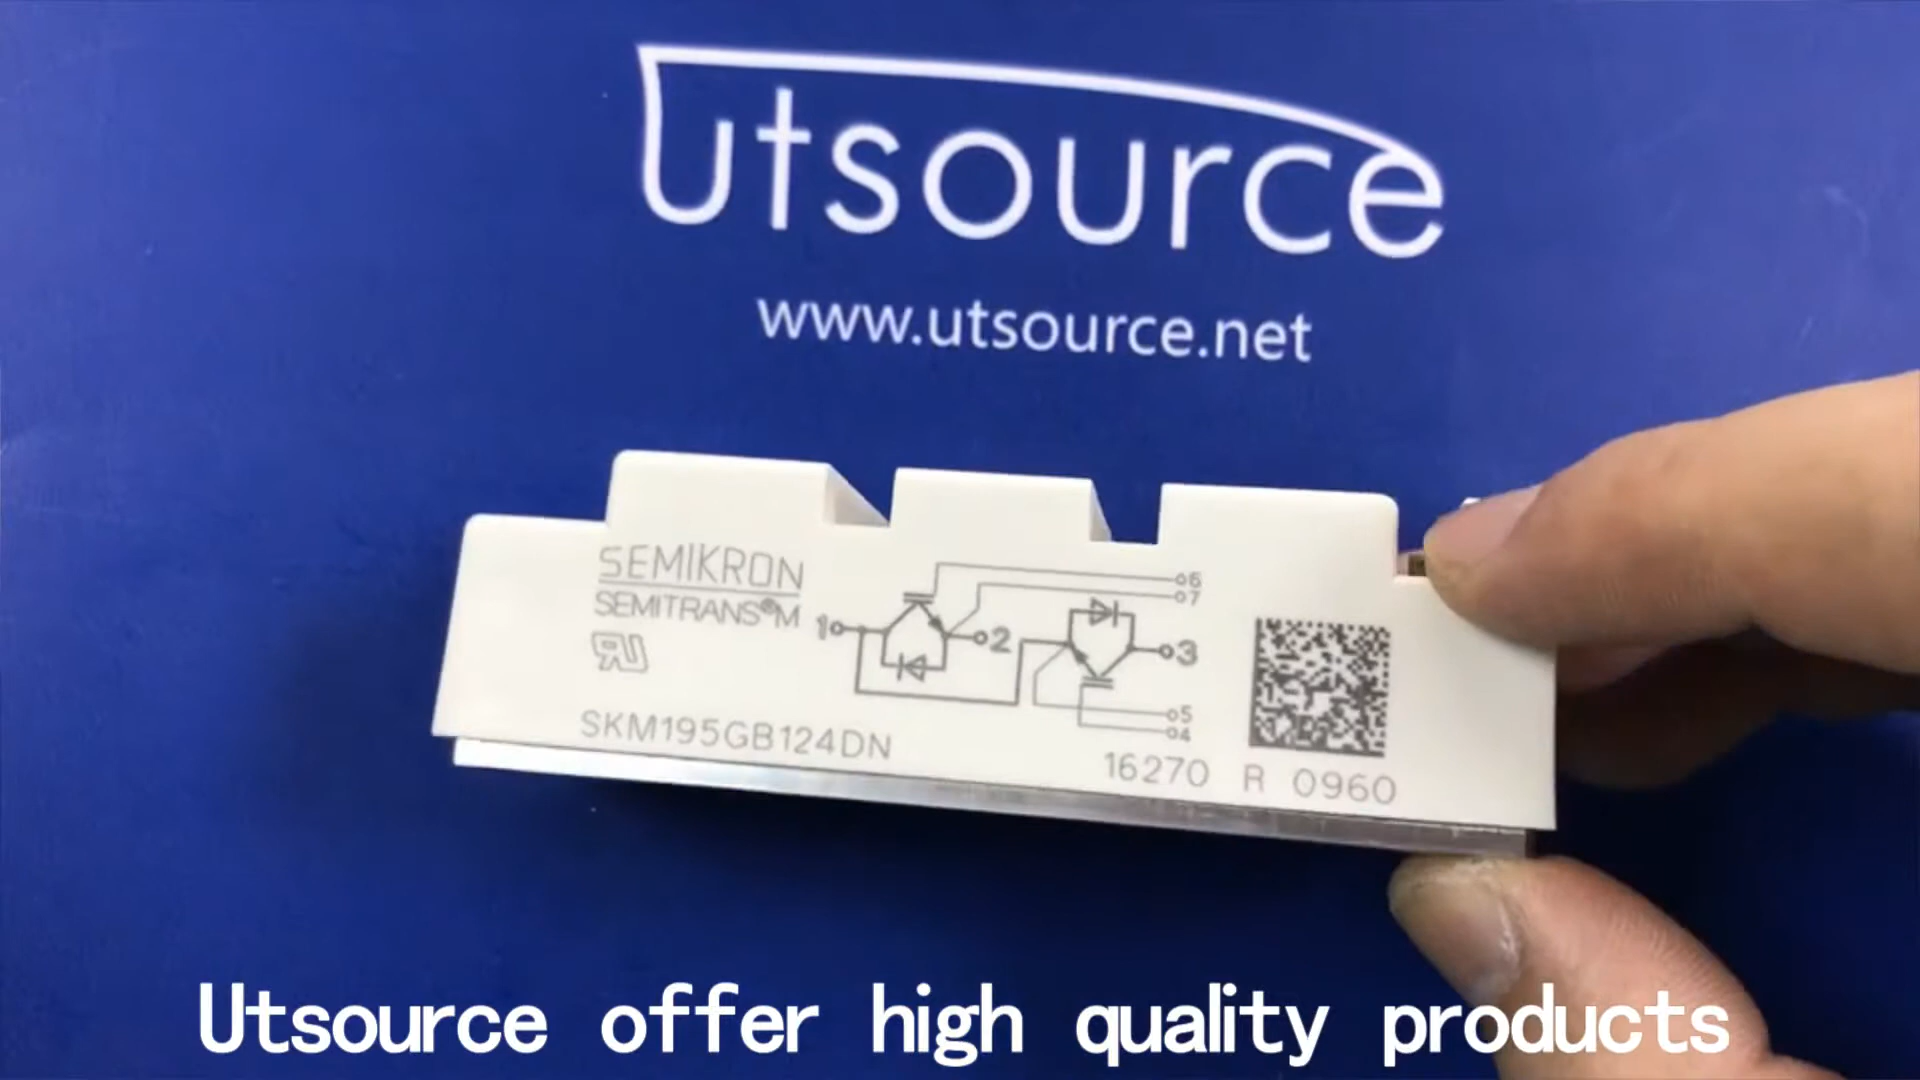 Utsource
www.utsource.net
SEMIKRON
SEMITRANS®M
1
2
3
6
7
5
4
SKM195GB124DN
16270 R 0960
Utsource offer high quality products